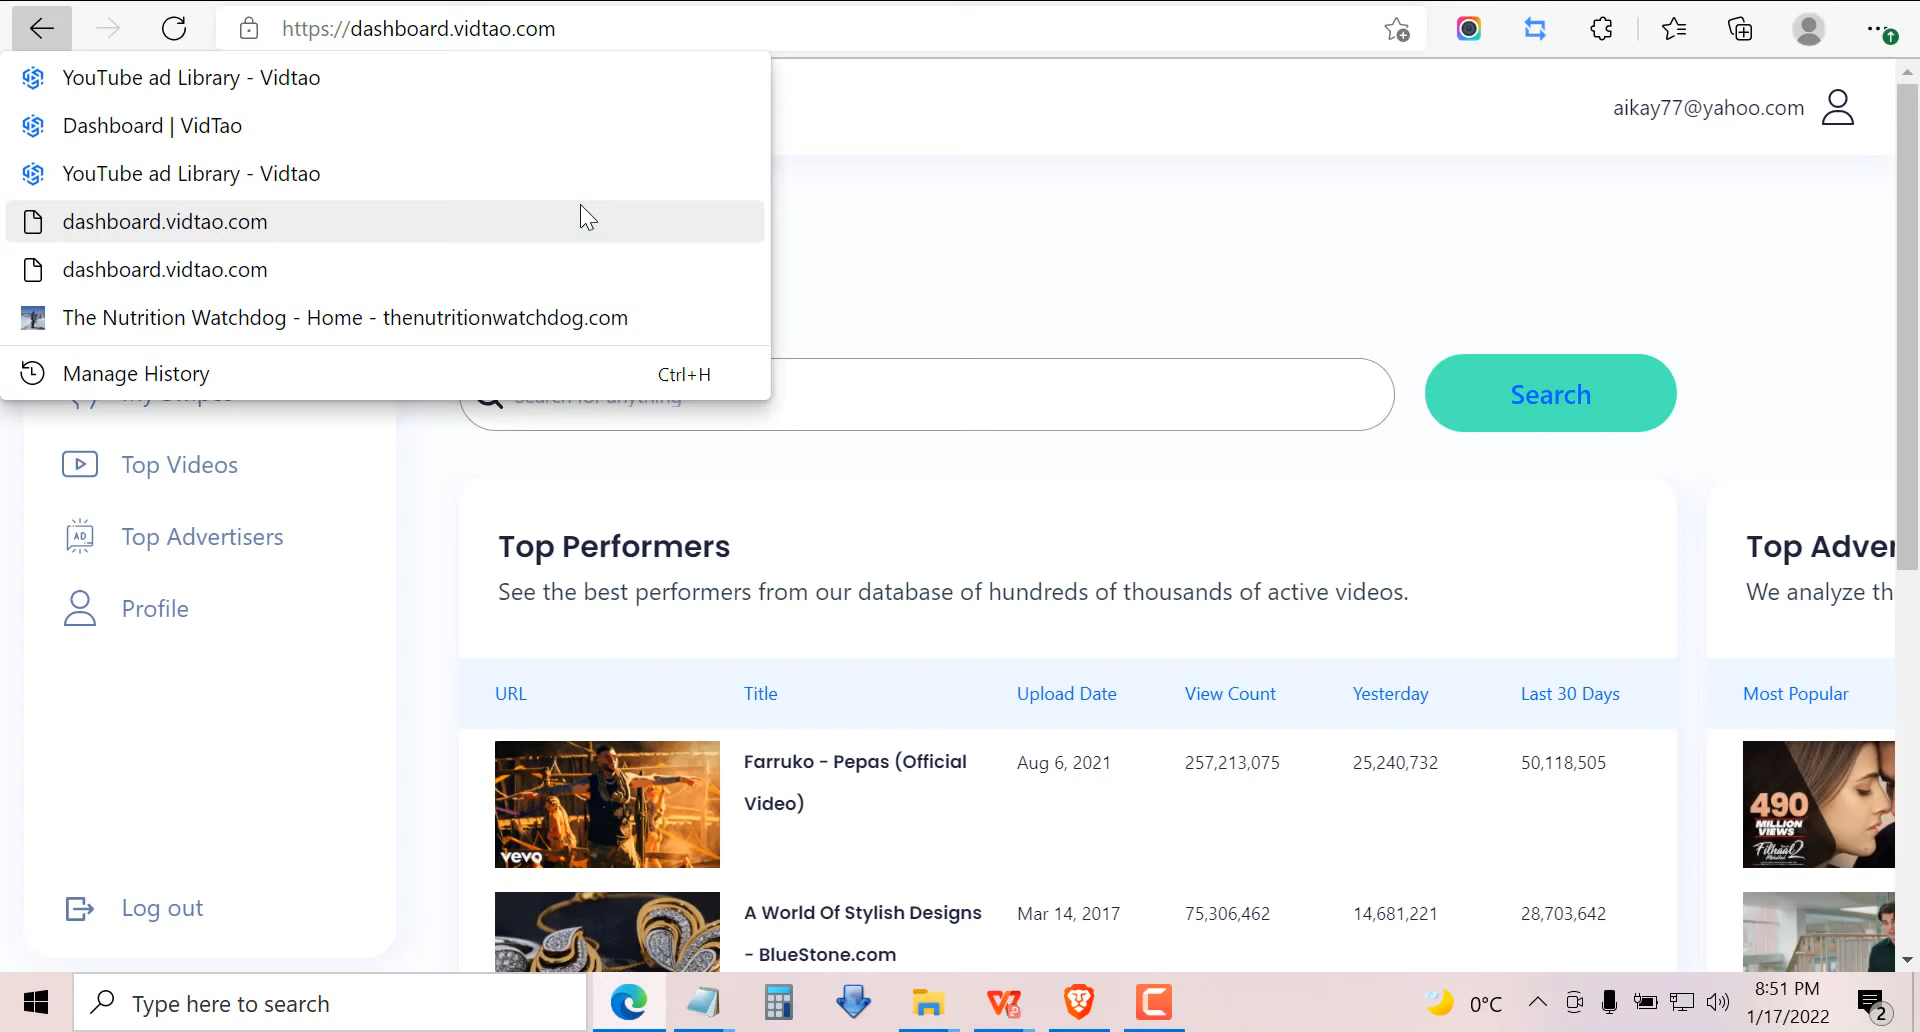 https://dashboard.vidtao.com
YouTube ad Library - Vidtao
Dashboard | VidTao
YouTube ad Library - Vidtao
dashboard.vidtao.com
dashboard.vidtao.com
The Nutrition Watchdog - Home - thenutritionwatchdog.com
Manage History Ctrl+H
aikay77@yahoo.com
Search for anything
Search
Top Videos
Top Advertisers
Profile
Log out
Top Performers
See the best performers from our database of hundreds of thousands of active videos.
URL Title Upload Date View Count Yesterday Last 30 Days
vevo
Farruko - Pepas (Official
Video)
Aug 6, 2021 257,213,075 25,240,732 50,118,505
A World Of Stylish Designs
- BlueStone.com
Mar 14, 2017 75,306,462 14,681,221 28,703,642
Top Adver
We analyze th
Most Popular
490
MILLION
VIEWS
Filhaal2
Type here to search
0°C
8:51 PM
1/17/2022
2